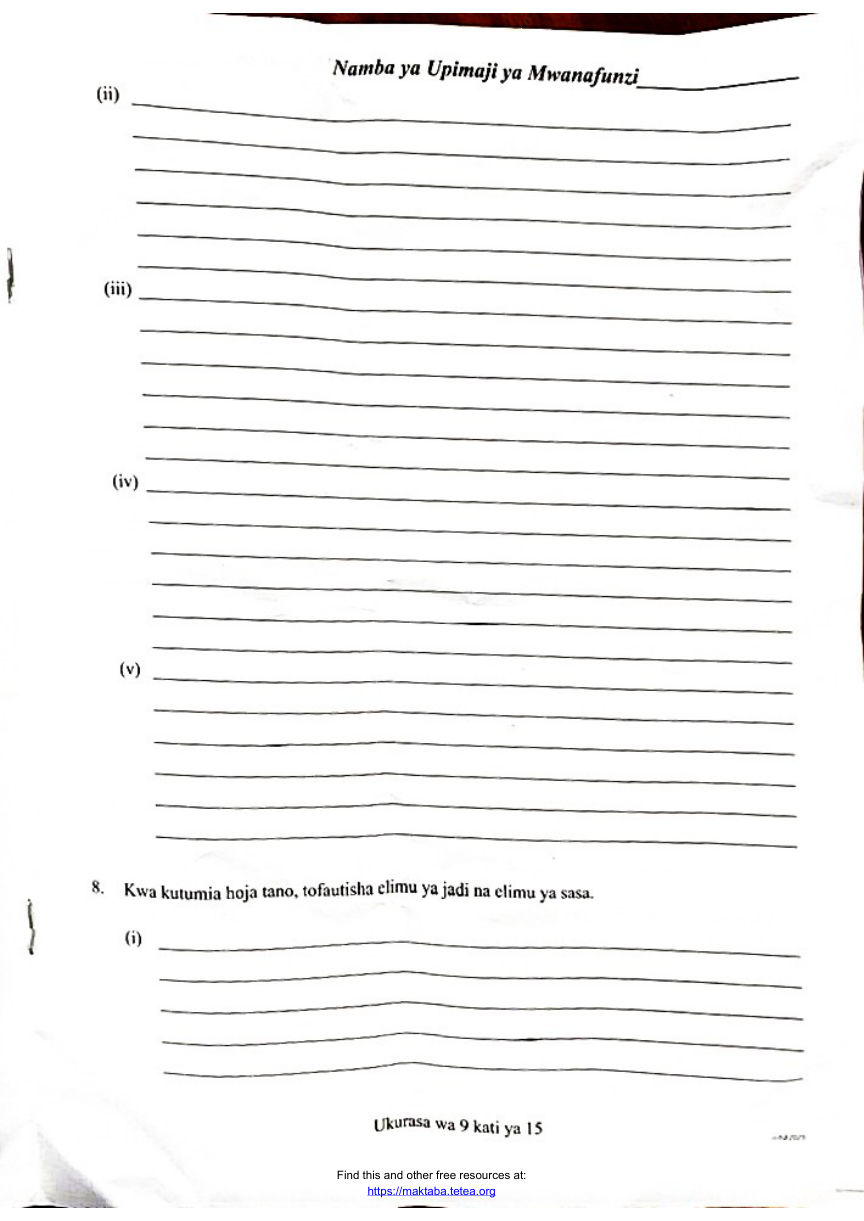 Namba ya Upimaji ya Mwanafunzi
(ii)
(iii)
(iv)
(v)
8. Kwa kutumia hoja tano, tofautisha elimu ya jadi na elimu ya sasa.
(i)
Ukurasa wa 9 kati ya 15
Find this and other free resources at:
https://maktaba.tetea.org